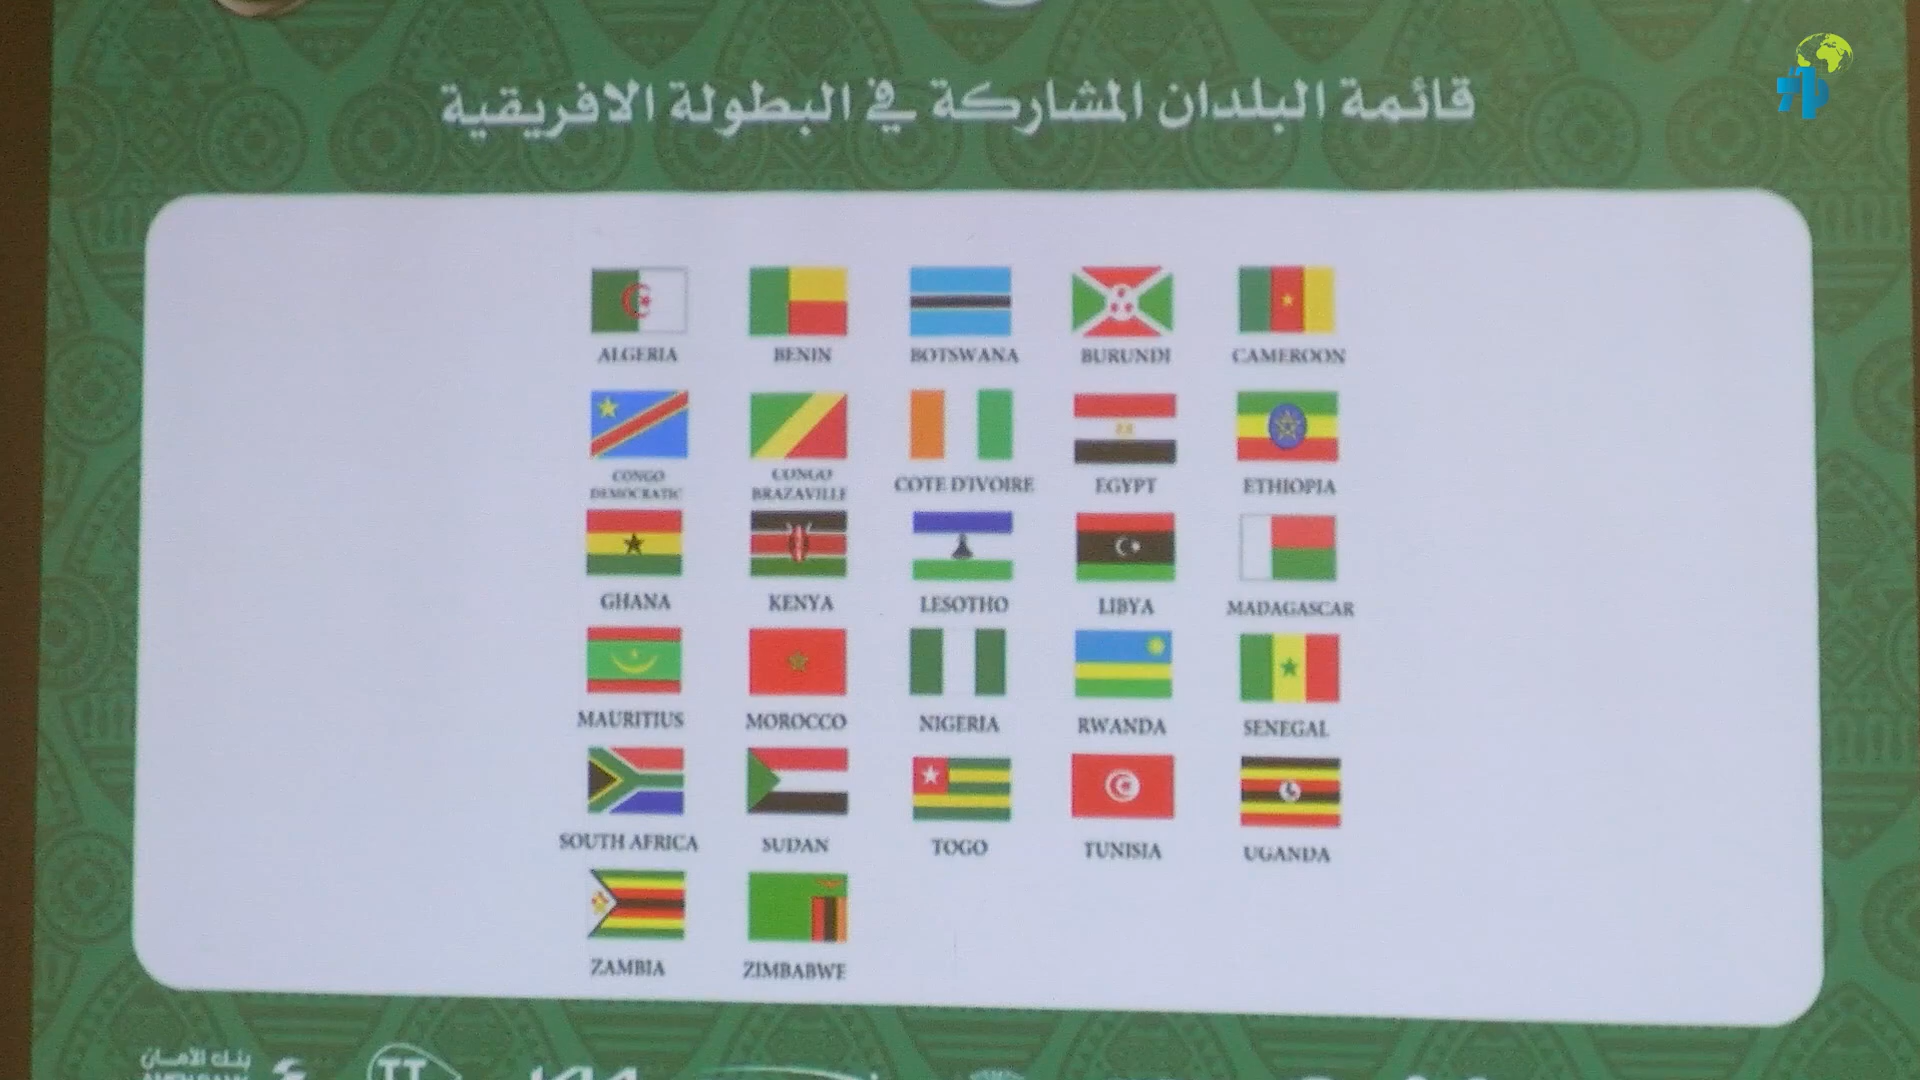 قائمة البلدان المشاركة في البطولة الافريقية
ALGERIA BENIN BOTSWANA BURUNDI CAMEROON
CONGO DEMOCRATIC CONGO BRAZAVILLE COTE D'IVOIRE EGYPT ETHIOPIA
GHANA KENYA LESOTHO LIBYA MADAGASCAR
MAURITIUS MOROCCO NIGERIA RWANDA SENEGAL
SOUTH AFRICA SUDAN TOGO TUNISIA UGANDA
ZAMBIA ZIMBABWE
بنك الأمان
TT